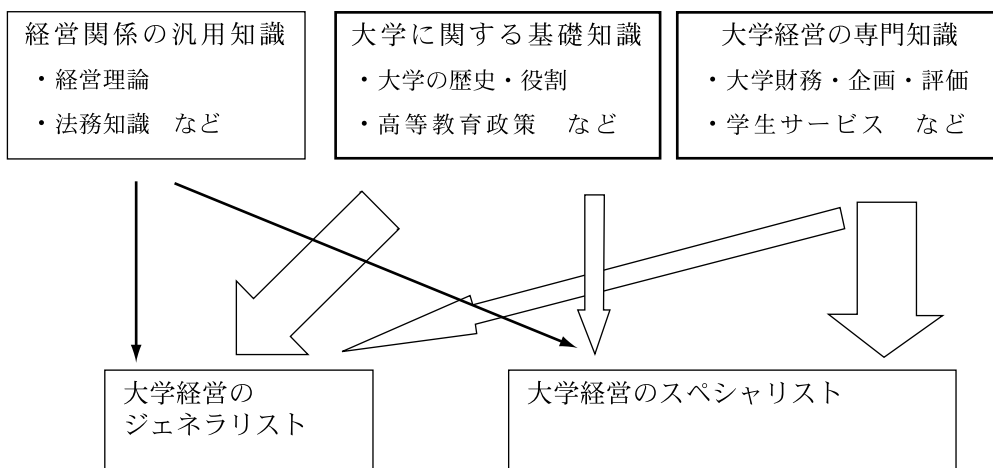 経営関係の汎用知識
・経営理論
・法務知識　など
大学に関する基礎知識
・大学の歴史・役割
・高等教育政策　など
大学経営の専門知識
・大学財務・企画・評価
・学生サービス　など
大学経営の
ジェネラリスト
大学経営のスペシャリスト